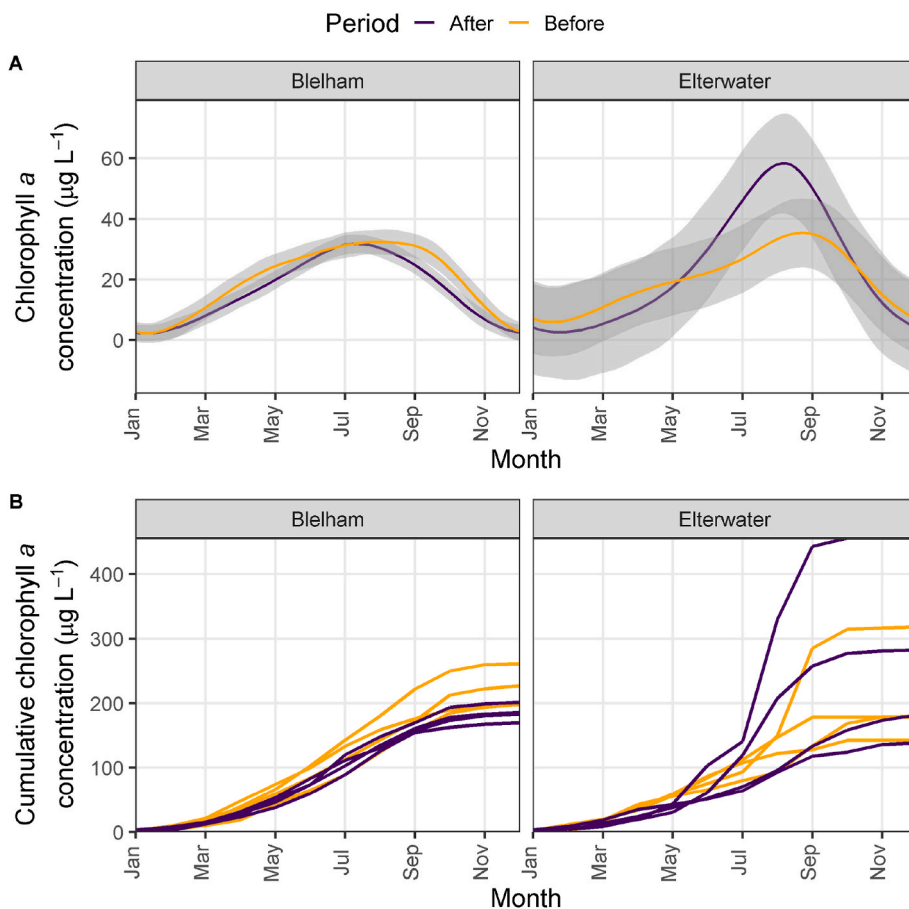 Period After Before
A
Blelham Elterwater
Chlorophyll a
concentration (μg L⁻¹)
60
40
20
0
Jan Mar May Jul Sep Nov Jan Mar May Jul Sep Nov
Month
B
Blelham Elterwater
Cumulative chlorophyll a
concentration (μg L⁻¹)
400
300
200
100
0
Jan Mar May Jul Sep Nov Jan Mar May Jul Sep Nov
Month